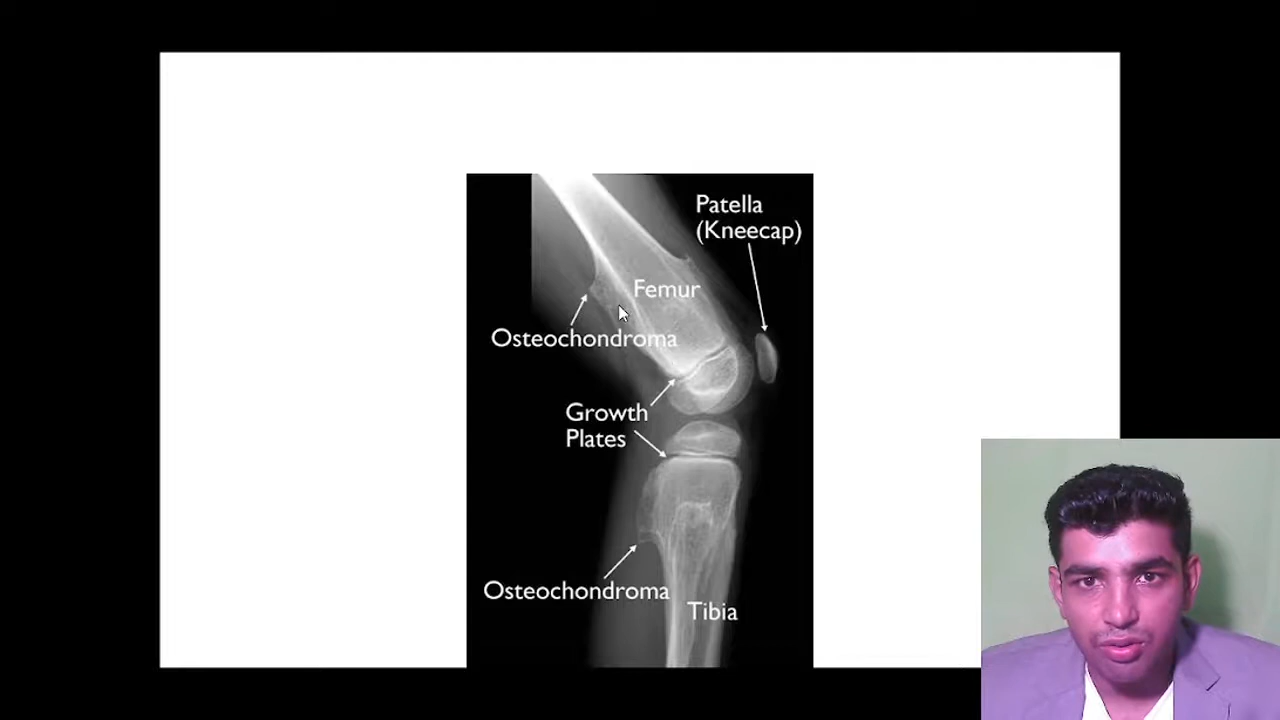 Patella
(Kneecap)
Femur
Osteochondroma
Growth
Plates
Osteochondroma
Tibia